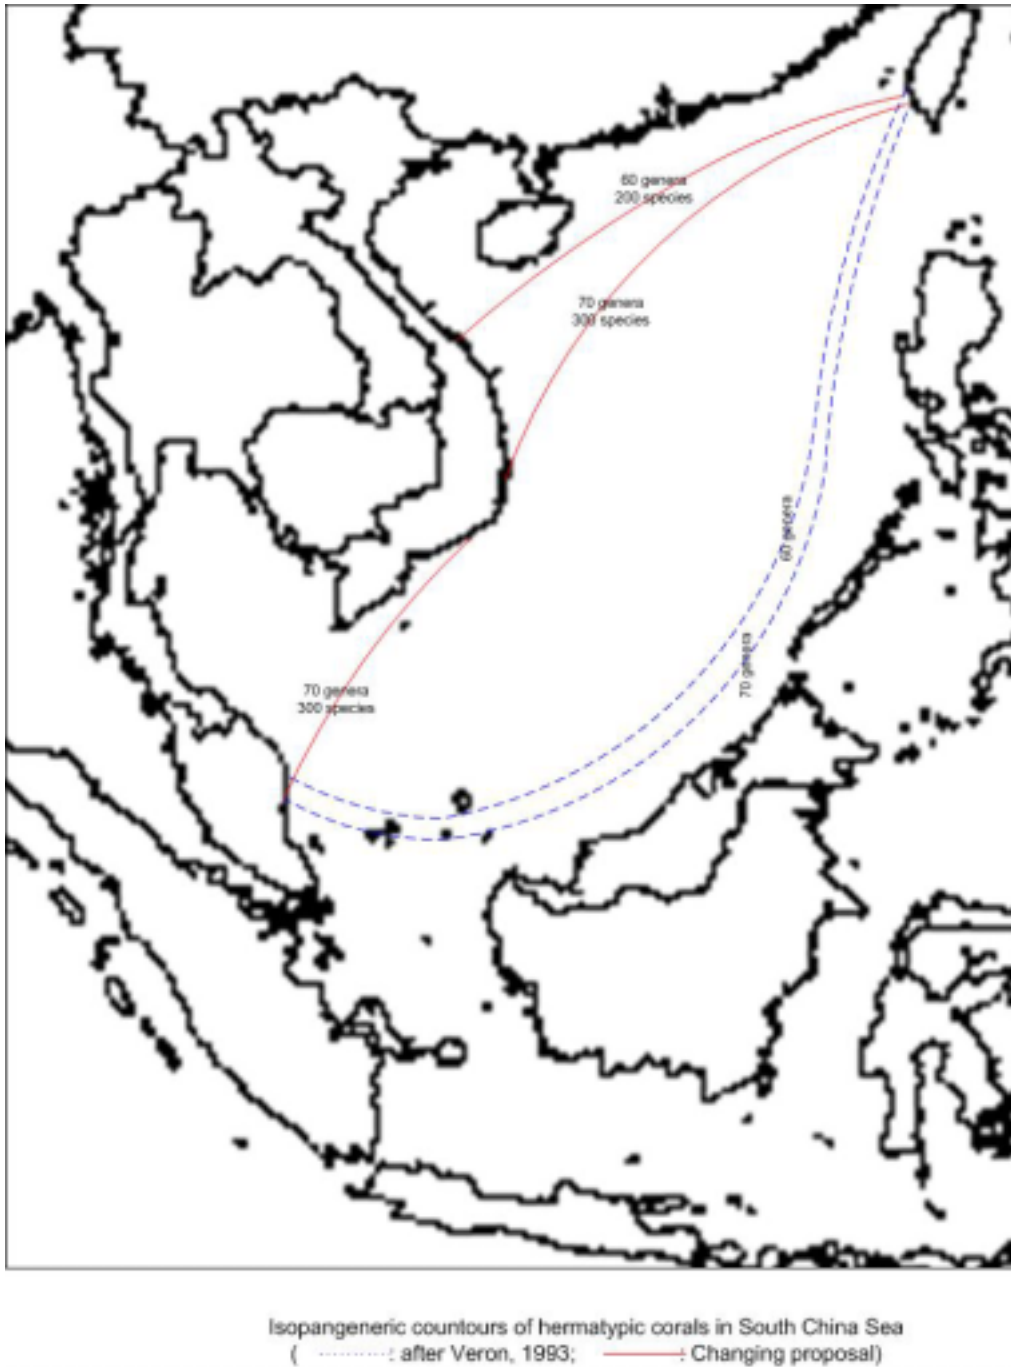 60 genera
200 species
70 genera
300 species
60 genera
70 genera
70 genera
300 species
Isopangeneric countours of hermatypic corals in South China Sea
( : after Veron, 1993; : Changing proposal)